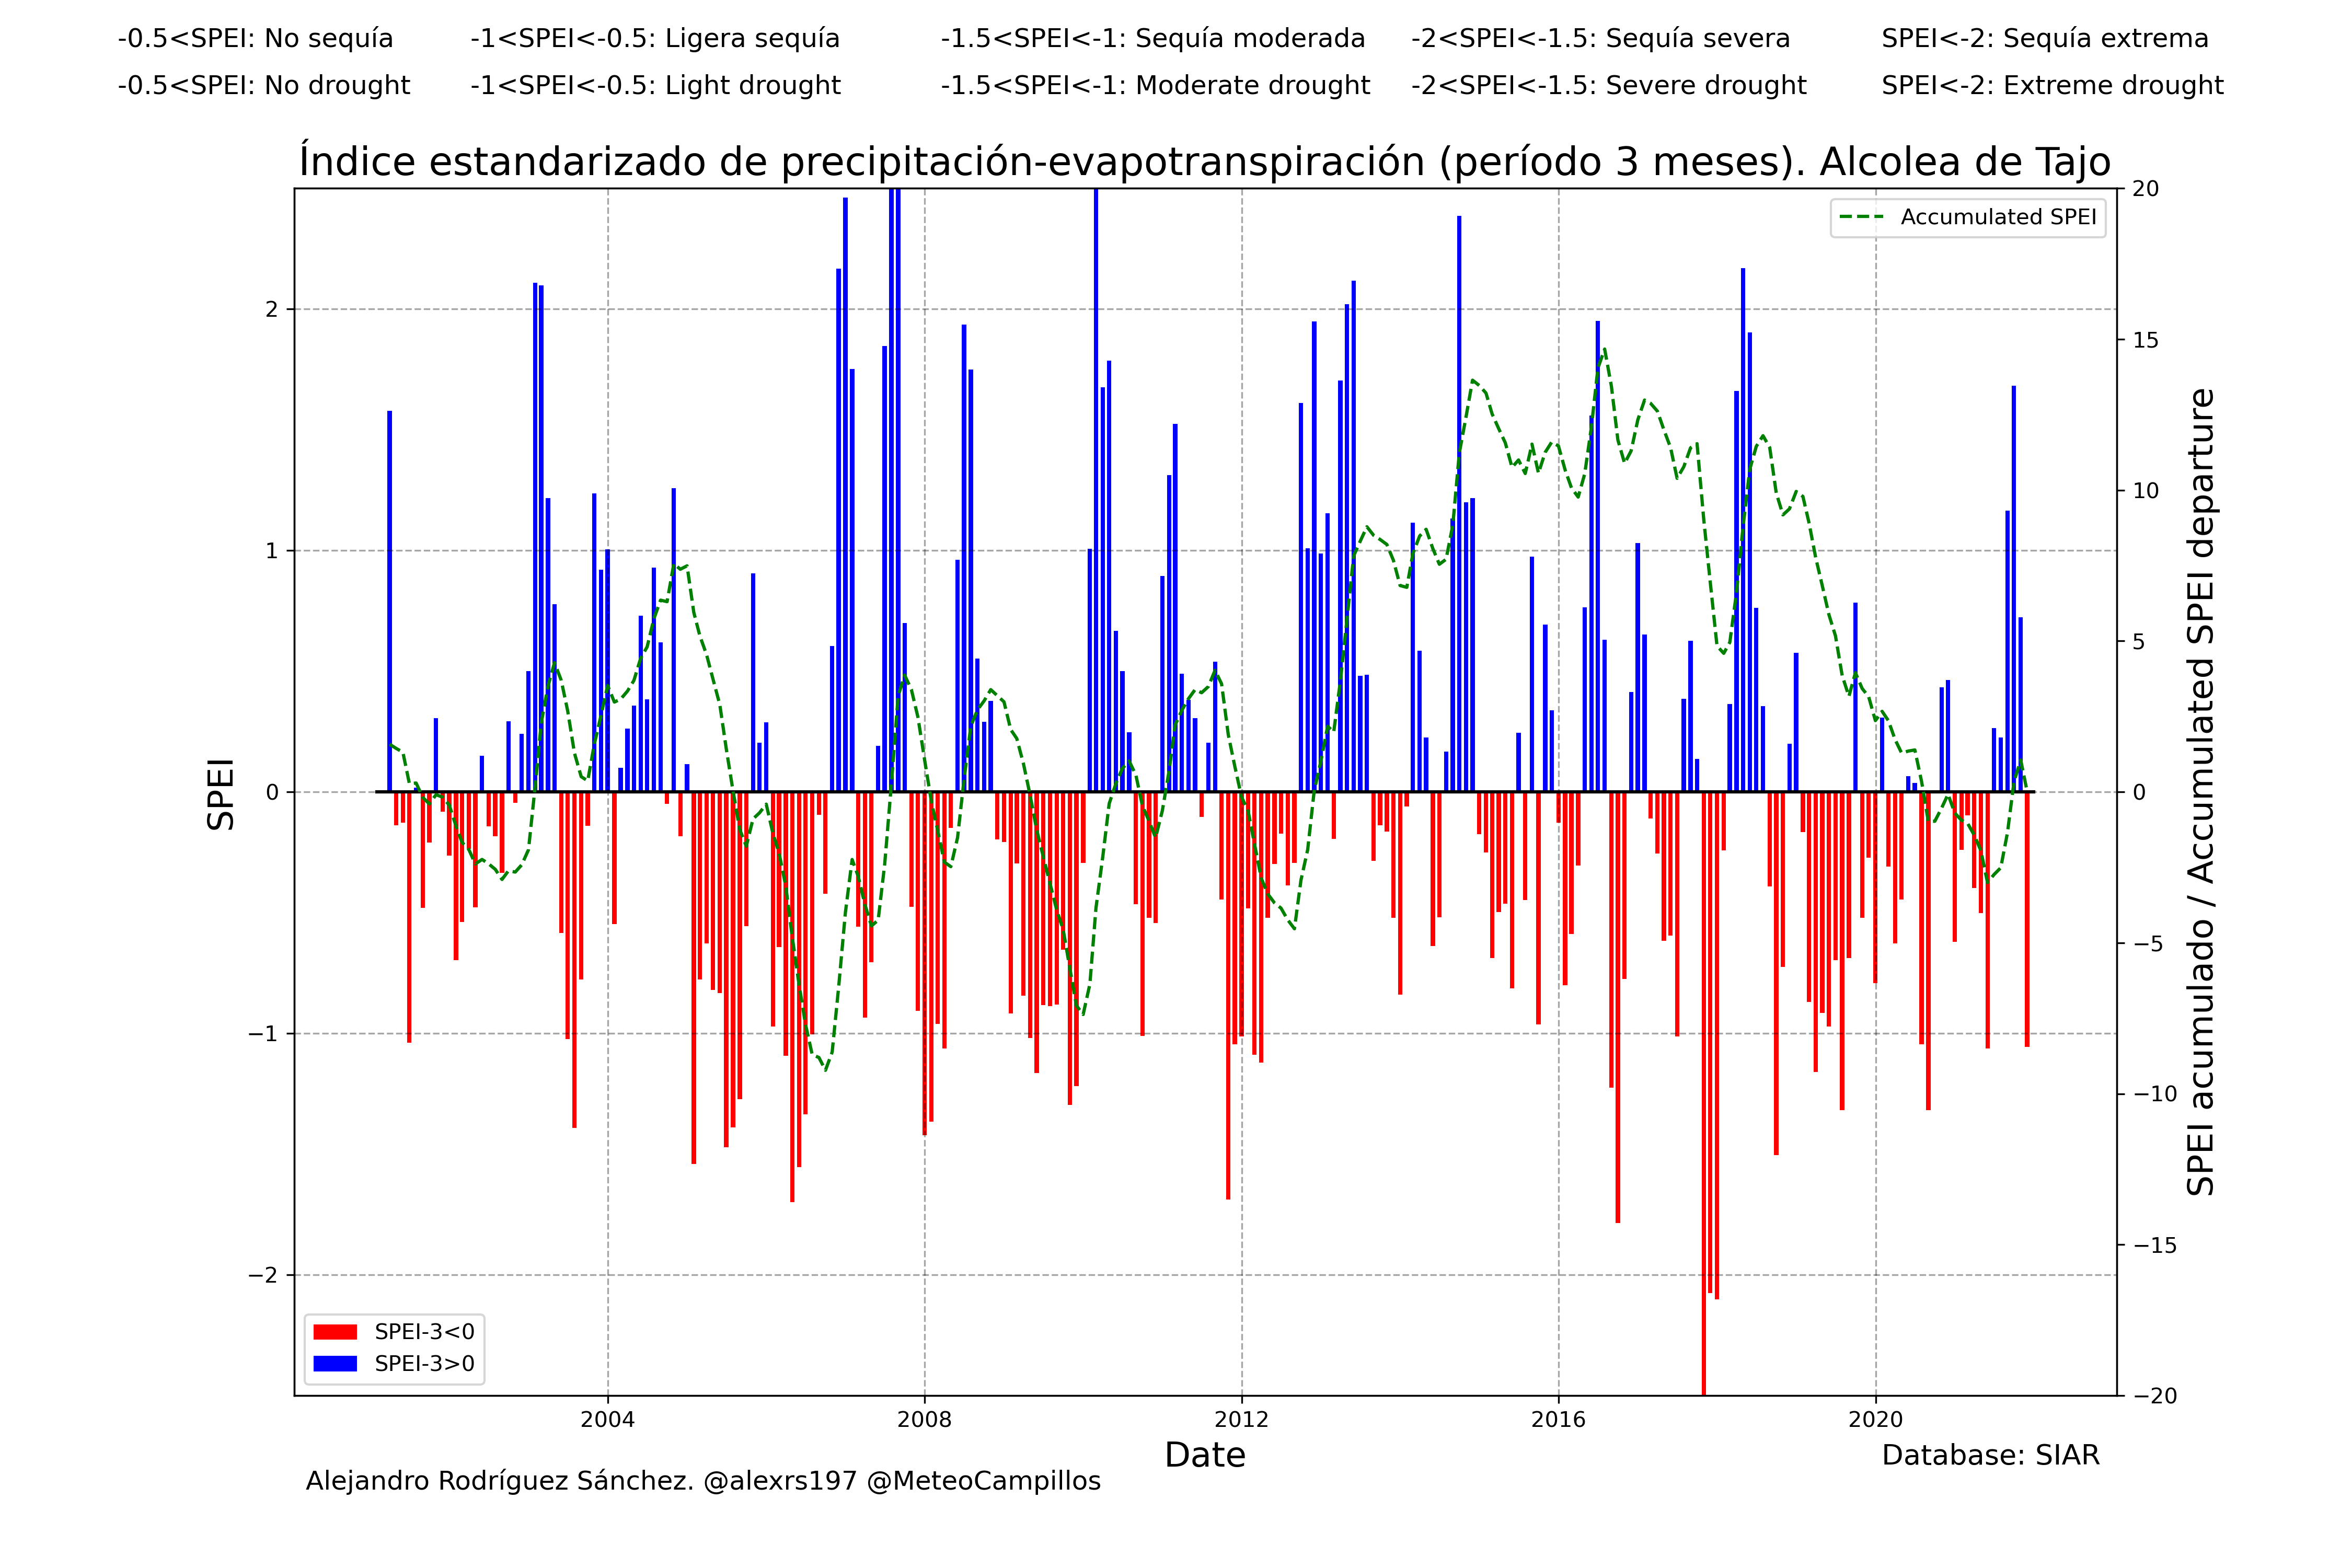 -0.5<SPEI: No sequía -1<SPEI<-0.5: Ligera sequía -1.5<SPEI<-1: Sequía moderada -2<SPEI<-1.5: Sequía severa SPEI<-2: Sequía extrema
-0.5<SPEI: No drought -1<SPEI<-0.5: Light drought -1.5<SPEI<-1: Moderate drought -2<SPEI<-1.5: Severe drought SPEI<-2: Extreme drought
Índice estandarizado de precipitación-evapotranspiración (período 3 meses). Alcolea de Tajo
Accumulated SPEI
2
1
0
−1
−2
SPEI
20
15
10
5
0
−5
−10
−15
−20
SPEI acumulado / Accumulated SPEI departure
SPEI-3<0
SPEI-3>0
2004 2008 2012 2016 2020
Date
Database: SIAR
Alejandro Rodríguez Sánchez. @alexrs197 @MeteoCampillos